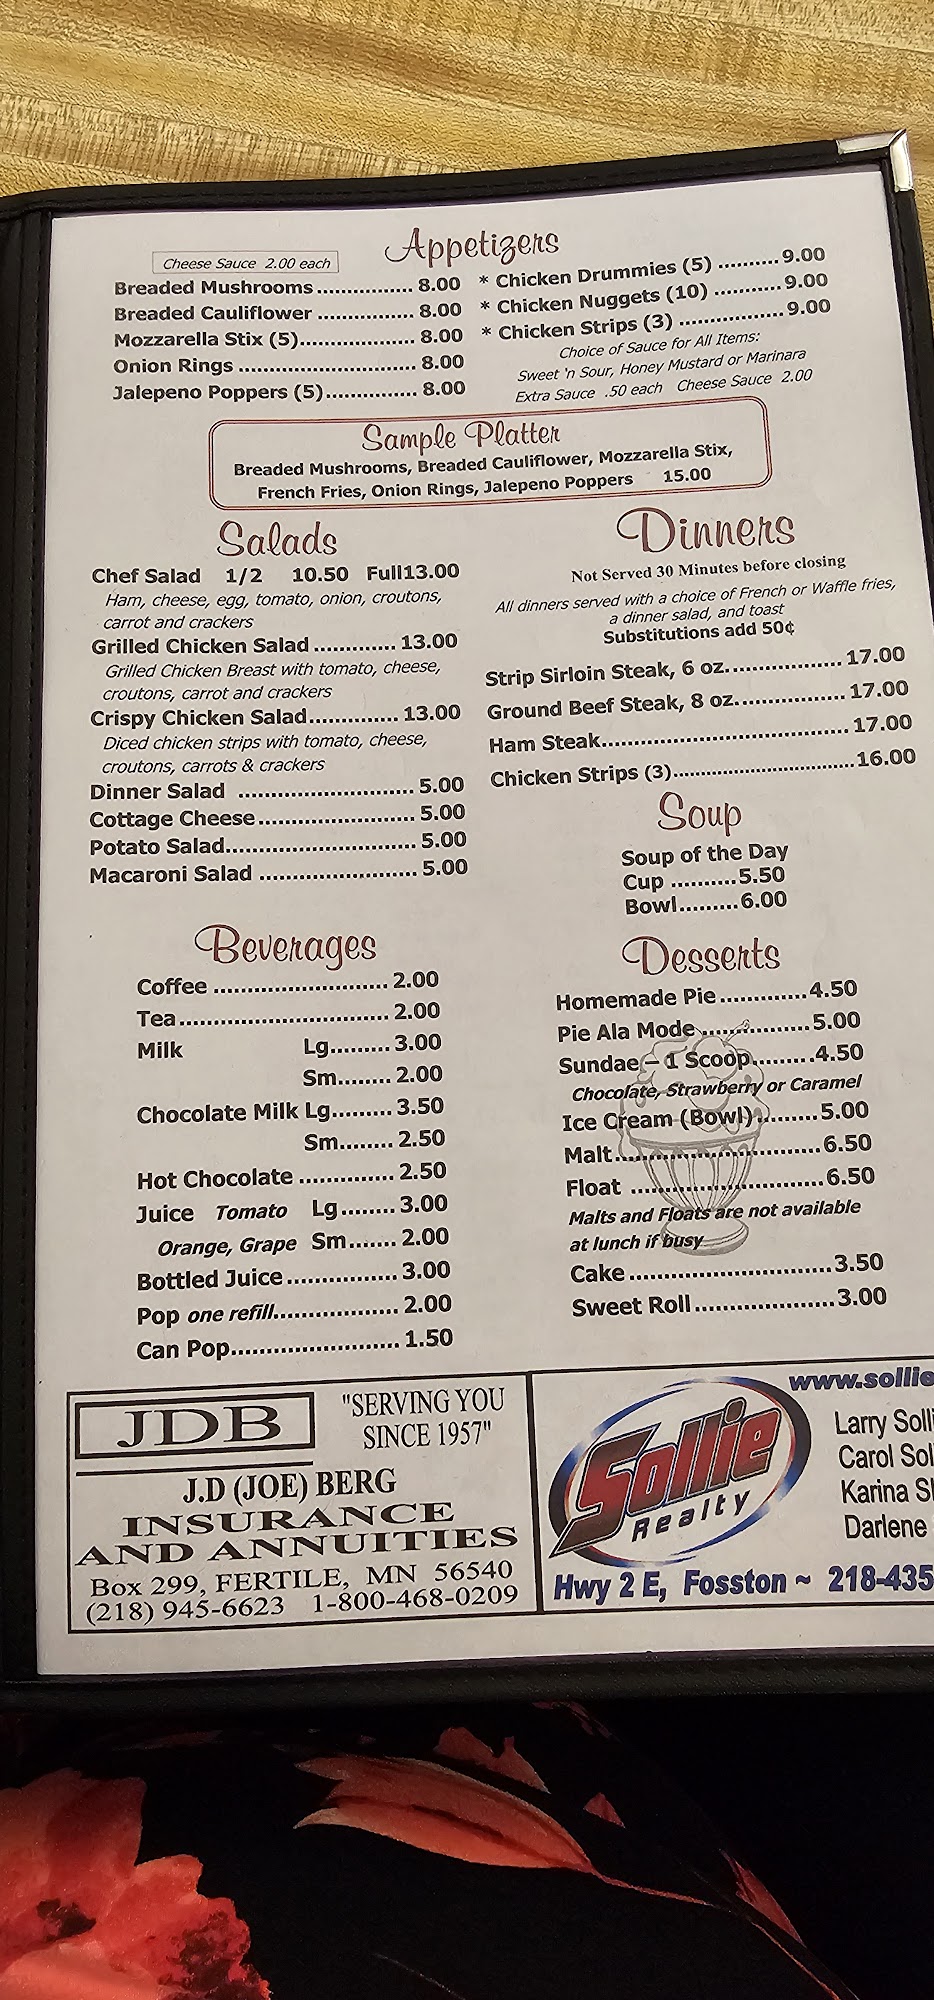 Appetizers
Cheese Sauce 2.00 each
Breaded Mushrooms................ 8.00
Breaded Cauliflower ................ 8.00
Mozzarella Stix (5)................... 8.00
Onion Rings .............................. 8.00
Jalepeno Poppers (5)............... 8.00
* Chicken Drummies (5) ..........9.00
* Chicken Nuggets (10) ...........9.00
* Chicken Strips (3) .................9.00
Choice of Sauce for All Items:
Sweet 'n Sour, Honey Mustard or Marinara
Extra Sauce .50 each Cheese Sauce 2.00
Sample Platter
Breaded Mushrooms, Breaded Cauliflower, Mozzarella Stix,
French Fries, Onion Rings, Jalepeno Poppers 15.00
Salads
Chef Salad 1/2 10.50 Full13.00
Ham, cheese, egg, tomato, onion, croutons,
carrot and crackers
Grilled Chicken Salad ............. 13.00
Grilled Chicken Breast with tomato, cheese,
croutons, carrot and crackers
Crispy Chicken Salad.............. 13.00
Diced chicken strips with tomato, cheese,
croutons, carrots & crackers
Dinner Salad ............................ 5.00
Cottage Cheese......................... 5.00
Potato Salad.............................. 5.00
Macaroni Salad ......................... 5.00
Dinners
Not Served 30 Minutes before closing
All dinners served with a choice of French or Waffle fries,
a dinner salad, and toast
Substitutions add 50¢
Strip Sirloin Steak, 6 oz..................17.00
Ground Beef Steak, 8 oz.................17.00
Ham Steak.......................................17.00
Chicken Strips (3).................................16.00
Soup
Soup of the Day
Cup ..........5.50
Bowl.........6.00
Beverages
Coffee ........................... 2.00
Tea................................. 2.00
Milk Lg......... 3.00
Sm........ 2.00
Chocolate Milk Lg......... 3.50
Sm........ 2.50
Hot Chocolate ............... 2.50
Juice Tomato Lg........ 3.00
Orange, Grape Sm....... 2.00
Bottled Juice................. 3.00
Pop one refill................... 2.00
Can Pop.......................... 1.50
Desserts
Homemade Pie.............4.50
Pie Ala Mode.................5.00
Sundae – 1 Scoop..........4.50
Chocolate, Strawberry or Caramel
Ice Cream (Bowl).........5.00
Malt................................6.50
Float ..............................6.50
Malts and Floats are not available
at lunch if busy
Cake...............................3.50
Sweet Roll......................3.00
JDB
"SERVING YOU
SINCE 1957"
J.D (JOE) BERG
INSURANCE
AND ANNUITIES
Box 299, FERTILE, MN 56540
(218) 945-6623 1-800-468-0209
www.sollie
Sollie
Realty
Larry Solli
Carol Sol
Karina S
Darlene
Hwy 2 E, Fosston ~ 218-435